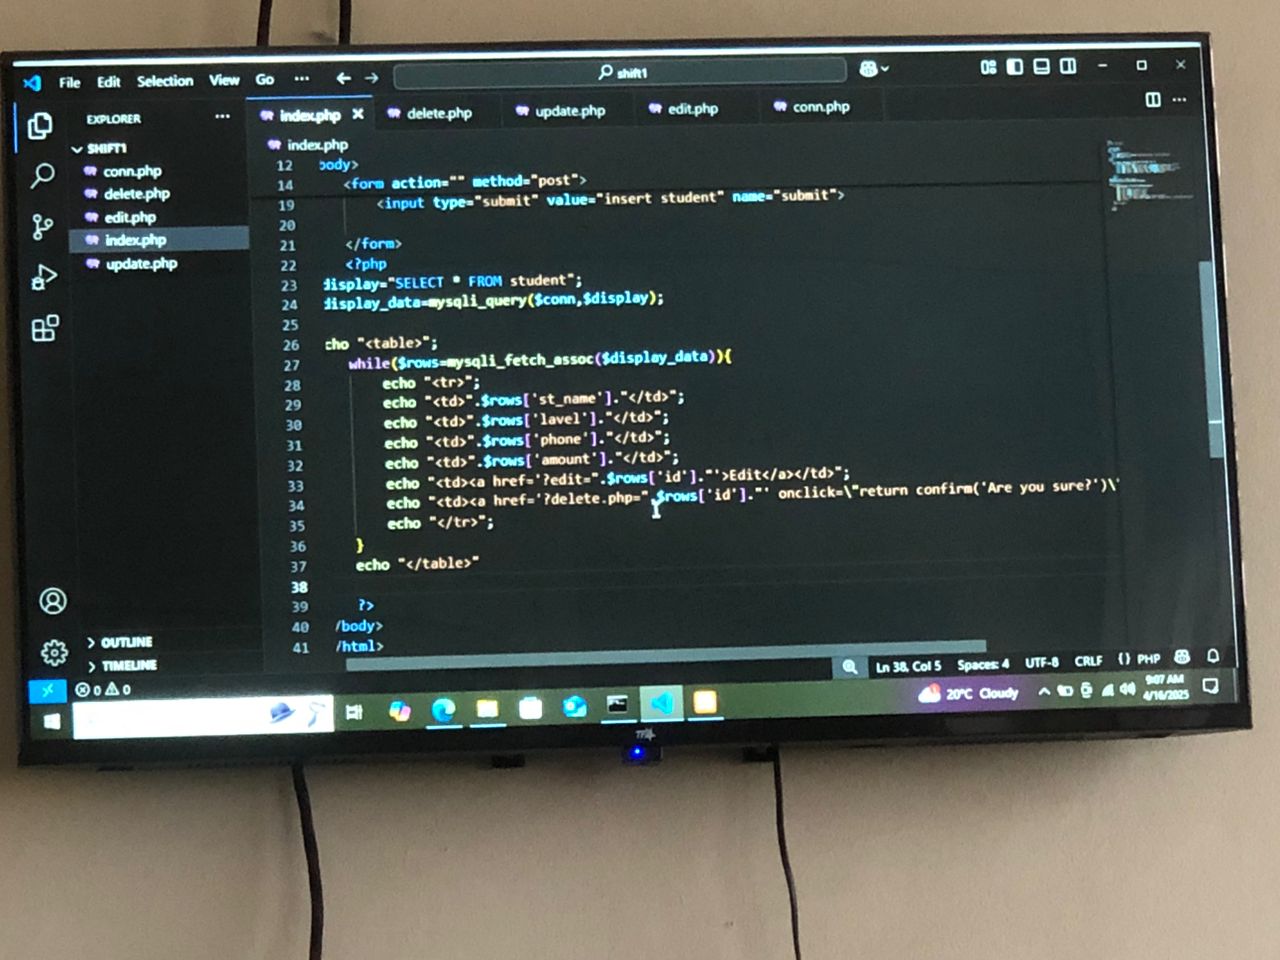 File Edit Selection View Go ··· ← → shift1
EXPLORER ···
index.php × delete.php update.php edit.php conn.php ···
SHIFT1
conn.php
delete.php
edit.php
index.php
update.php
index.php
12 body>
14 <form action="" method="post">
19 <input type="submit" value="insert student" name="submit">
20
21 </form>
22 <?php
23 display="SELECT * FROM student";
24 display_data=mysqli_query($conn,$display);
25
26 cho "<table>";
27 while($rows=mysqli_fetch_assoc($display_data)){
28 echo "<tr>";
29 echo "<td>".$rows['st_name']."</td>";
30 echo "<td>".$rows['lavel']."</td>";
31 echo "<td>".$rows['phone']."</td>";
32 echo "<td>".$rows['amount']."</td>";
33 echo "<td><a href='?edit=".$rows['id']."'>Edit</a></td>";
34 echo "<td><a href='?delete.php=".$rows['id']."' onclick=\"return confirm('Are you sure?')\"
35 echo "</tr>";
36 }
37 echo "</table>"
38
39 ?>
40 /body>
41 /html>
OUTLINE
TIMELINE
0 0 Ln 38, Col 5 Spaces: 4 UTF-8 CRLF {} PHP
20°C Cloudy
9:07 AM
4/16/2025